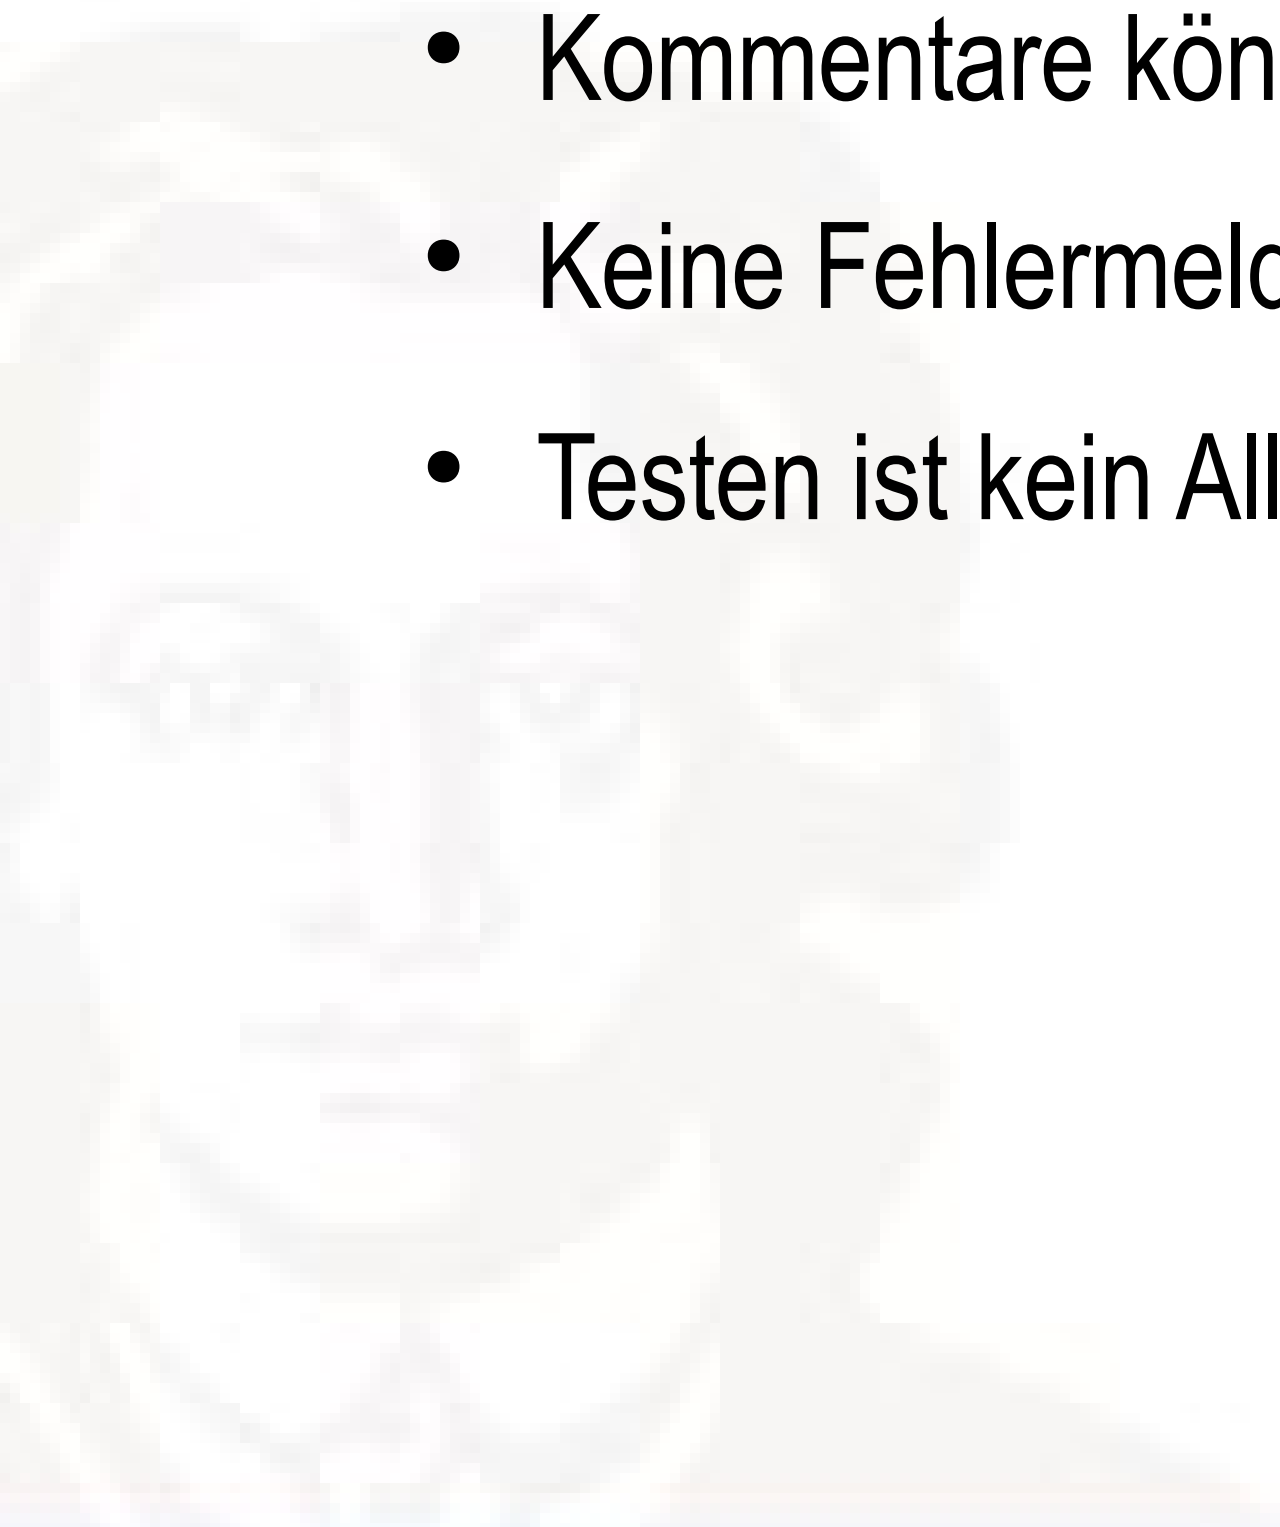 • Kommentare kön
• Keine Fehlermeld
• Testen ist kein All